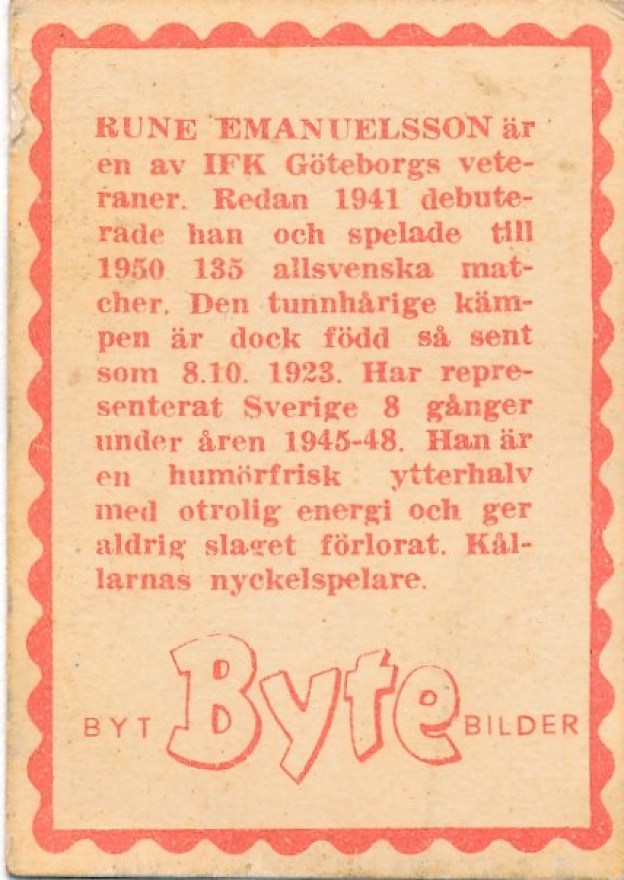 RUNE EMANUELSSON är
en av IFK Göteborgs vete-
raner. Redan 1941 debute-
rade han och spelade till
1950 135 allsvenska mat-
cher. Den tunnhårige käm-
pen är dock född så sent
som 8.10. 1923. Har repre-
senterat Sverige 8 gånger
under åren 1945-48. Han är
en humörfrisk ytterhalv
med otrolig energi och ger
aldrig slaget förlorat. Kål-
larnas nyckelspelare.
BYT Byte BILDER